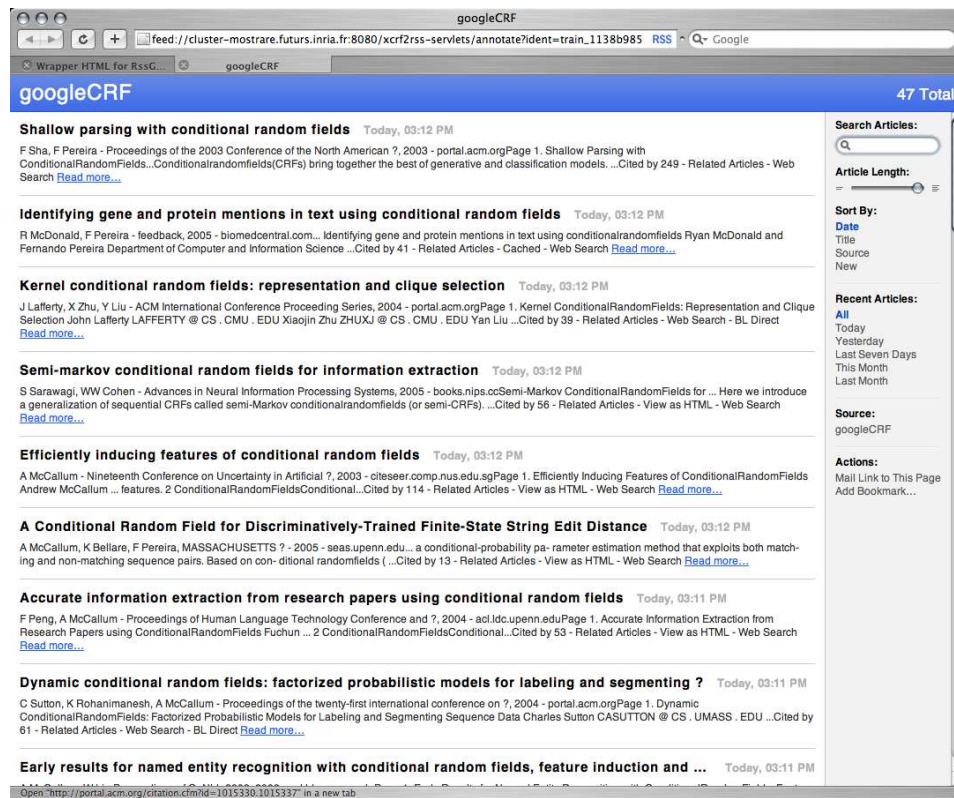 googleCRF
feed://cluster-mostrare.futurs.inria.fr:8080/xcrf2rss-servlets/annotate?ident=train_1138b985 RSS Google
Wrapper HTML for RssG... googleCRF
googleCRF 47 Total
Shallow parsing with conditional random fields Today, 03:12 PM
F Sha, F Pereira - Proceedings of the 2003 Conference of the North American ?, 2003 - portal.acm.orgPage 1. Shallow Parsing with
ConditionalRandomFields...Conditionalrandomfields(CRFs) bring together the best of generative and classification models. ...Cited by 249 - Related Articles - Web
Search Read more...
Identifying gene and protein mentions in text using conditional random fields Today, 03:12 PM
R McDonald, F Pereira - feedback, 2005 - biomedcentral.com... Identifying gene and protein mentions in text using conditionalrandomfields Ryan McDonald and
Fernando Pereira Department of Computer and Information Science ...Cited by 41 - Related Articles - Cached - Web Search Read more...
Kernel conditional random fields: representation and clique selection Today, 03:12 PM
J Lafferty, X Zhu, Y Liu - ACM International Conference Proceeding Series, 2004 - portal.acm.orgPage 1. Kernel ConditionalRandomFields: Representation and Clique
Selection John Lafferty LAFFERTY @ CS . CMU . EDU Xiaojin Zhu ZHUXJ @ CS . CMU . EDU Yan Liu ...Cited by 39 - Related Articles - Web Search - BL Direct
Read more...
Semi-markov conditional random fields for information extraction Today, 03:12 PM
S Sarawagi, WW Cohen - Advances in Neural Information Processing Systems, 2005 - books.nips.ccSemi-Markov ConditionalRandomFields for ... Here we introduce
a generalization of sequential CRFs called semi-Markov conditionalrandomfields (or semi-CRFs). ...Cited by 56 - Related Articles - View as HTML - Web Search
Read more...
Efficiently inducing features of conditional random fields Today, 03:12 PM
A McCallum - Nineteenth Conference on Uncertainty in Artificial ?, 2003 - citeseer.comp.nus.edu.sgPage 1. Efficiently Inducing Features of ConditionalRandomFields
Andrew McCallum ... features. 2 ConditionalRandomFieldsConditional...Cited by 114 - Related Articles - View as HTML - Web Search Read more...
A Conditional Random Field for Discriminatively-Trained Finite-State String Edit Distance Today, 03:12 PM
A McCallum, K Bellare, F Pereira, MASSACHUSETTS ? - 2005 - seas.upenn.edu... a conditional-probability pa- rameter estimation method that exploits both match-
ing and non-matching sequence pairs. Based on con- ditional randomfields ( ...Cited by 13 - Related Articles - View as HTML - Web Search Read more...
Accurate information extraction from research papers using conditional random fields Today, 03:11 PM
F Peng, A McCallum - Proceedings of Human Language Technology Conference and ?, 2004 - acl.ldc.upenn.eduPage 1. Accurate Information Extraction from
Research Papers using ConditionalRandomFields Fuchun ... 2 ConditionalRandomFieldsConditional...Cited by 53 - Related Articles - View as HTML - Web Search
Read more...
Dynamic conditional random fields: factorized probabilistic models for labeling and segmenting ? Today, 03:11 PM
C Sutton, K Rohanimanesh, A McCallum - Proceedings of the twenty-first international conference on ?, 2004 - portal.acm.orgPage 1. Dynamic
ConditionalRandomFields: Factorized Probabilistic Models for Labeling and Segmenting Sequence Data Charles Sutton CASUTTON @ CS . UMASS . EDU ...Cited by
61 - Related Articles - Web Search - BL Direct Read more...
Early results for named entity recognition with conditional random fields, feature induction and ... Today, 03:11 PM
Search Articles:
Article Length:
Sort By:
Date
Title
Source
New
Recent Articles:
All
Today
Yesterday
Last Seven Days
This Month
Last Month
Source:
googleCRF
Actions:
Mail Link to This Page
Add Bookmark...
Open "http://portal.acm.org/citation.cfm?id=1015330.1015337" in a new tab